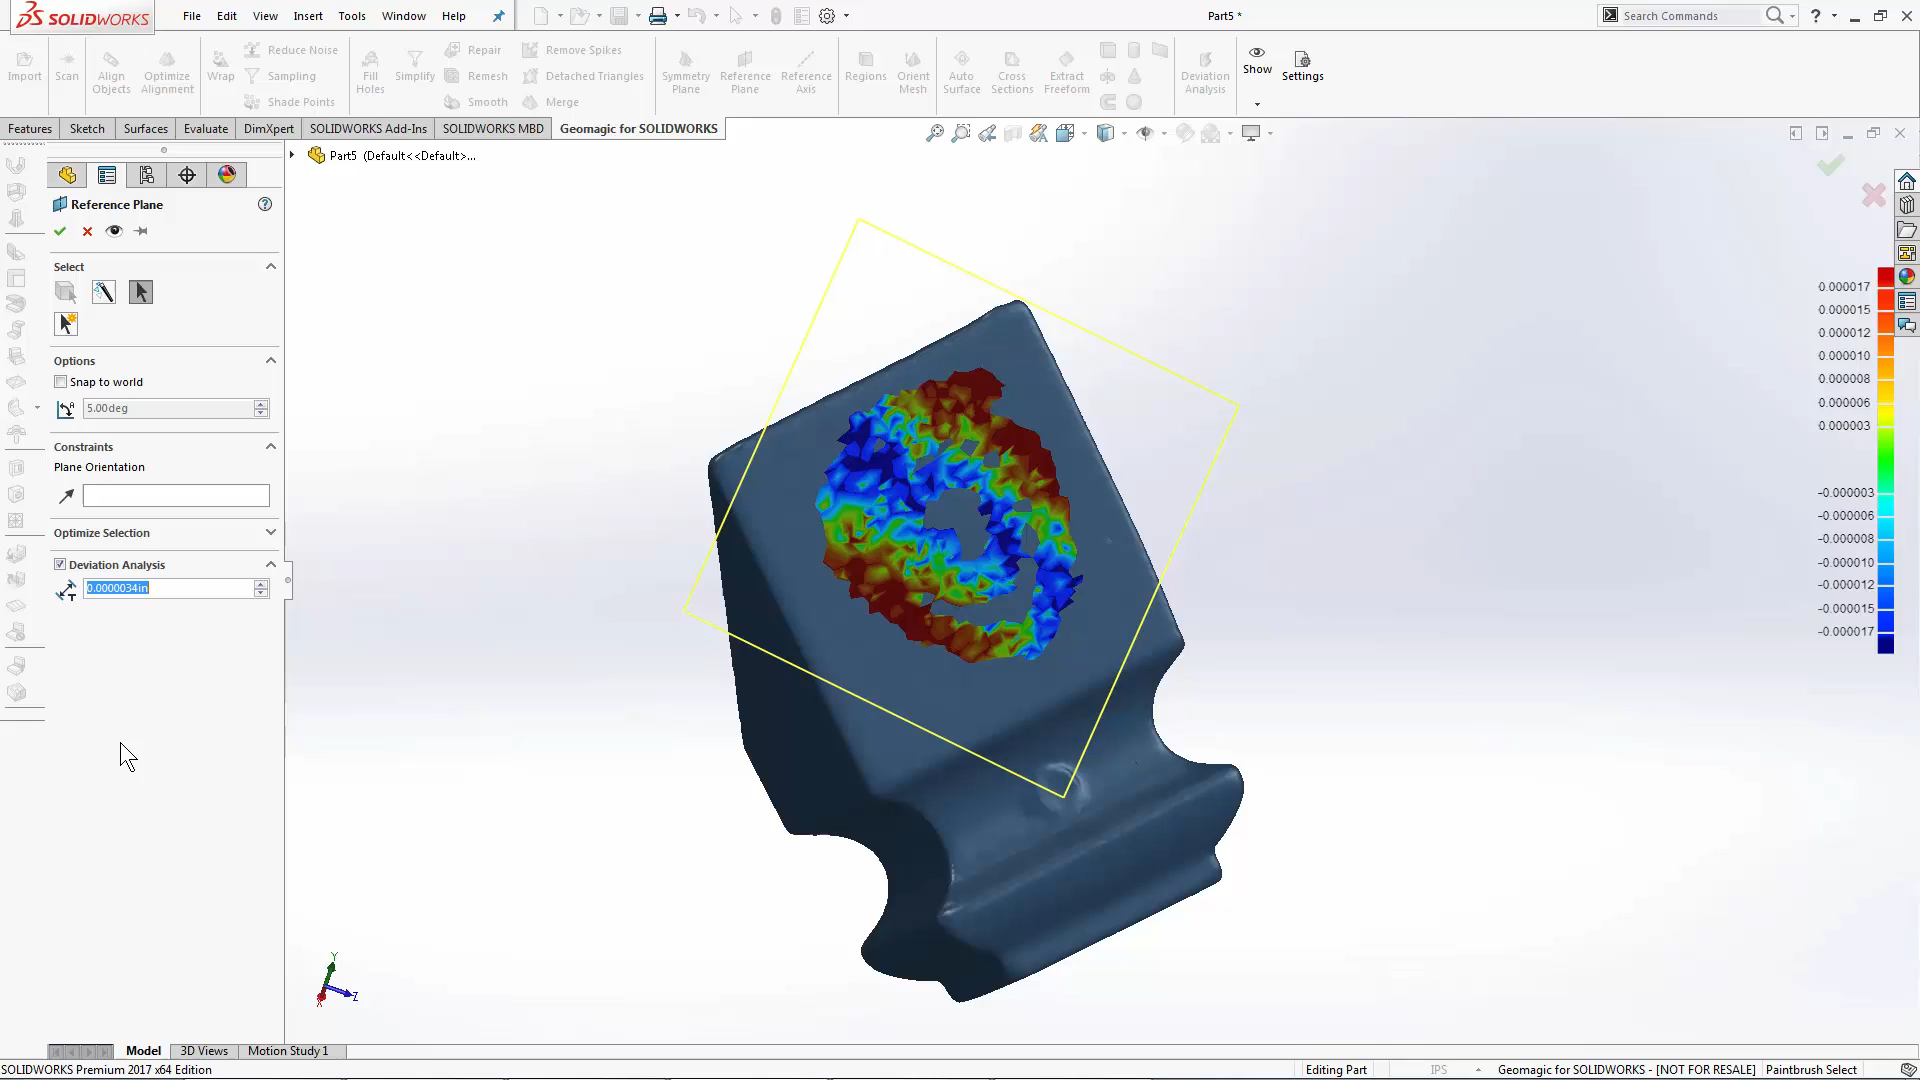 SOLIDWORKS
File Edit View Insert Tools Window Help
Part5 *
Search Commands
Import
Scan
Align Objects
Optimize Alignment
Wrap
Reduce Noise
Sampling
Shade Points
Fill Holes
Simplify
Repair
Remesh
Smooth
Remove Spikes
Detached Triangles
Merge
Symmetry Plane
Reference Plane
Reference Axis
Regions
Orient Mesh
Auto Surface
Cross Sections
Extract Freeform
Deviation Analysis
Show
Settings
Features Sketch Surfaces Evaluate DimXpert SOLIDWORKS Add-Ins SOLIDWORKS MBD Geomagic for SOLIDWORKS
Part5 (Default<<Default>...
Reference Plane
Select
Options
Snap to world
5.00deg
Constraints
Plane Orientation
Optimize Selection
Deviation Analysis
0.0000034in
0.000017
0.000015
0.000012
0.000010
0.000008
0.000006
0.000003
-0.000003
-0.000006
-0.000008
-0.000010
-0.000012
-0.000015
-0.000017
Y
Z
X
Model 3D Views Motion Study 1
SOLIDWORKS Premium 2017 x64 Edition
Editing Part
IPS
Geomagic for SOLIDWORKS - [NOT FOR RESALE]
Paintbrush Select